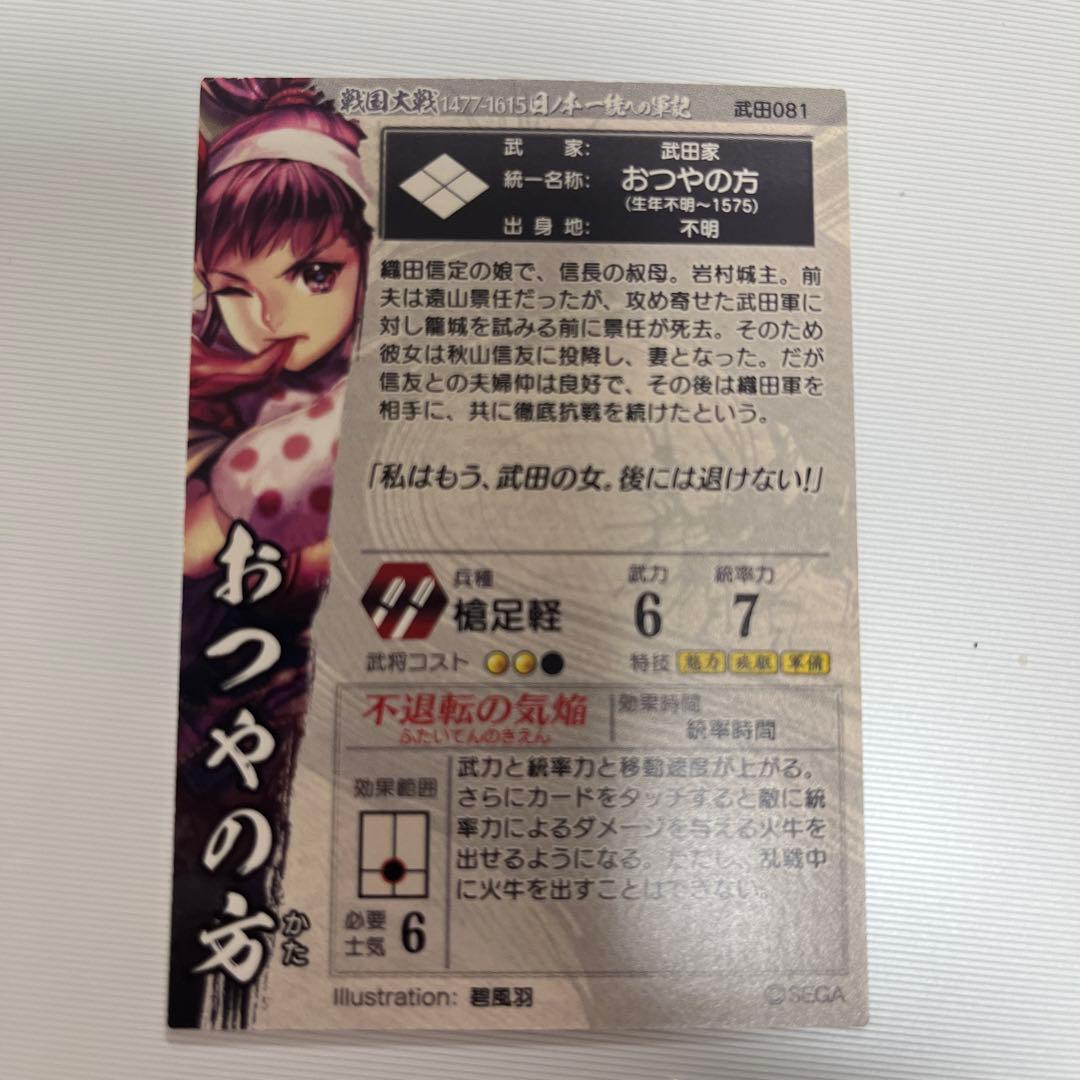 戦国大戦 1477-1615 日ノ本一統への軍記
武田081
武家: 武田家
統一名称: おつやの方
(生年不明～1575)
出身地: 不明
織田信定の娘で、信長の叔母。岩村城主。前
夫は遠山景任だったが、攻め寄せた武田軍に
対し籠城を試みる前に景任が死去。そのため
彼女は秋山信友に投降し、妻となった。だが
信友との夫婦仲は良好で、その後は織田軍を
相手に、共に徹底抗戦を続けたという。
「私はもう、武田の女。後には退けない!」
兵種
槍足軽
武力
6
統率力
7
武将コスト
特技 魅力 疾駆 軍備
不退転の気焔
ふたいてんのきえん
効果時間
統率時間
効果範囲
武力と統率力と移動速度が上がる。
さらにカードをタッチすると敵に統
率力によるダメージを与える火牛を
出せるようになる。ただし、乱戦中
に火牛を出すことはできない。
必要
士気 6
おつやの方
かた
Illustration: 碧風羽
©SEGA